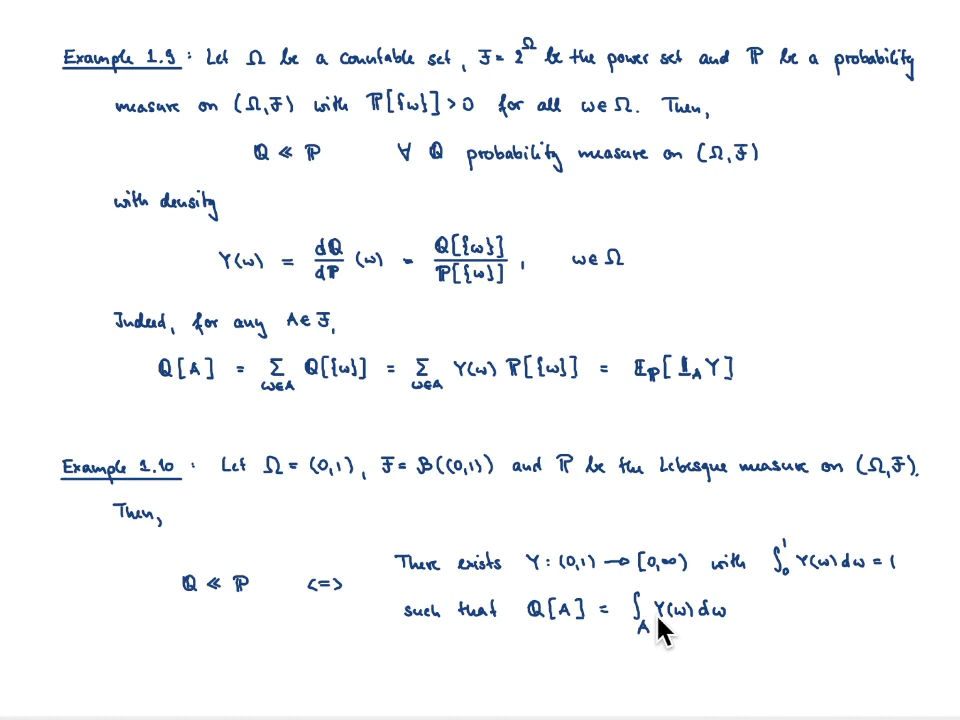 Example 1.9 : Let Ω be a countable set, F = 2^Ω be the power set and ℙ be a probability
measure on (Ω,F) with ℙ[{ω}] > 0 for all ω ∈ Ω. Then,
ℚ ≪ ℙ ∀ ℚ probability measure on (Ω,F)
with density
Y(ω) = dℚ/dℙ (ω) = ℚ[{ω}]/ℙ[{ω}] , ω ∈ Ω
Indeed, for any A ∈ F,
ℚ[A] = Σ_{ω∈A} ℚ[{ω}] = Σ_{ω∈A} Y(ω) ℙ[{ω}] = 𝔼_ℙ[𝟙_A Y]
Example 1.10 : Let Ω = (0,1), F = B((0,1)) and ℙ be the Lebesgue measure on (Ω,F).
Then,
There exists Y : (0,1) → [0,∞) with ∫_0^1 Y(ω) dω = 1
ℚ ≪ ℙ <=>
such that ℚ[A] = ∫_A Y(ω) dω